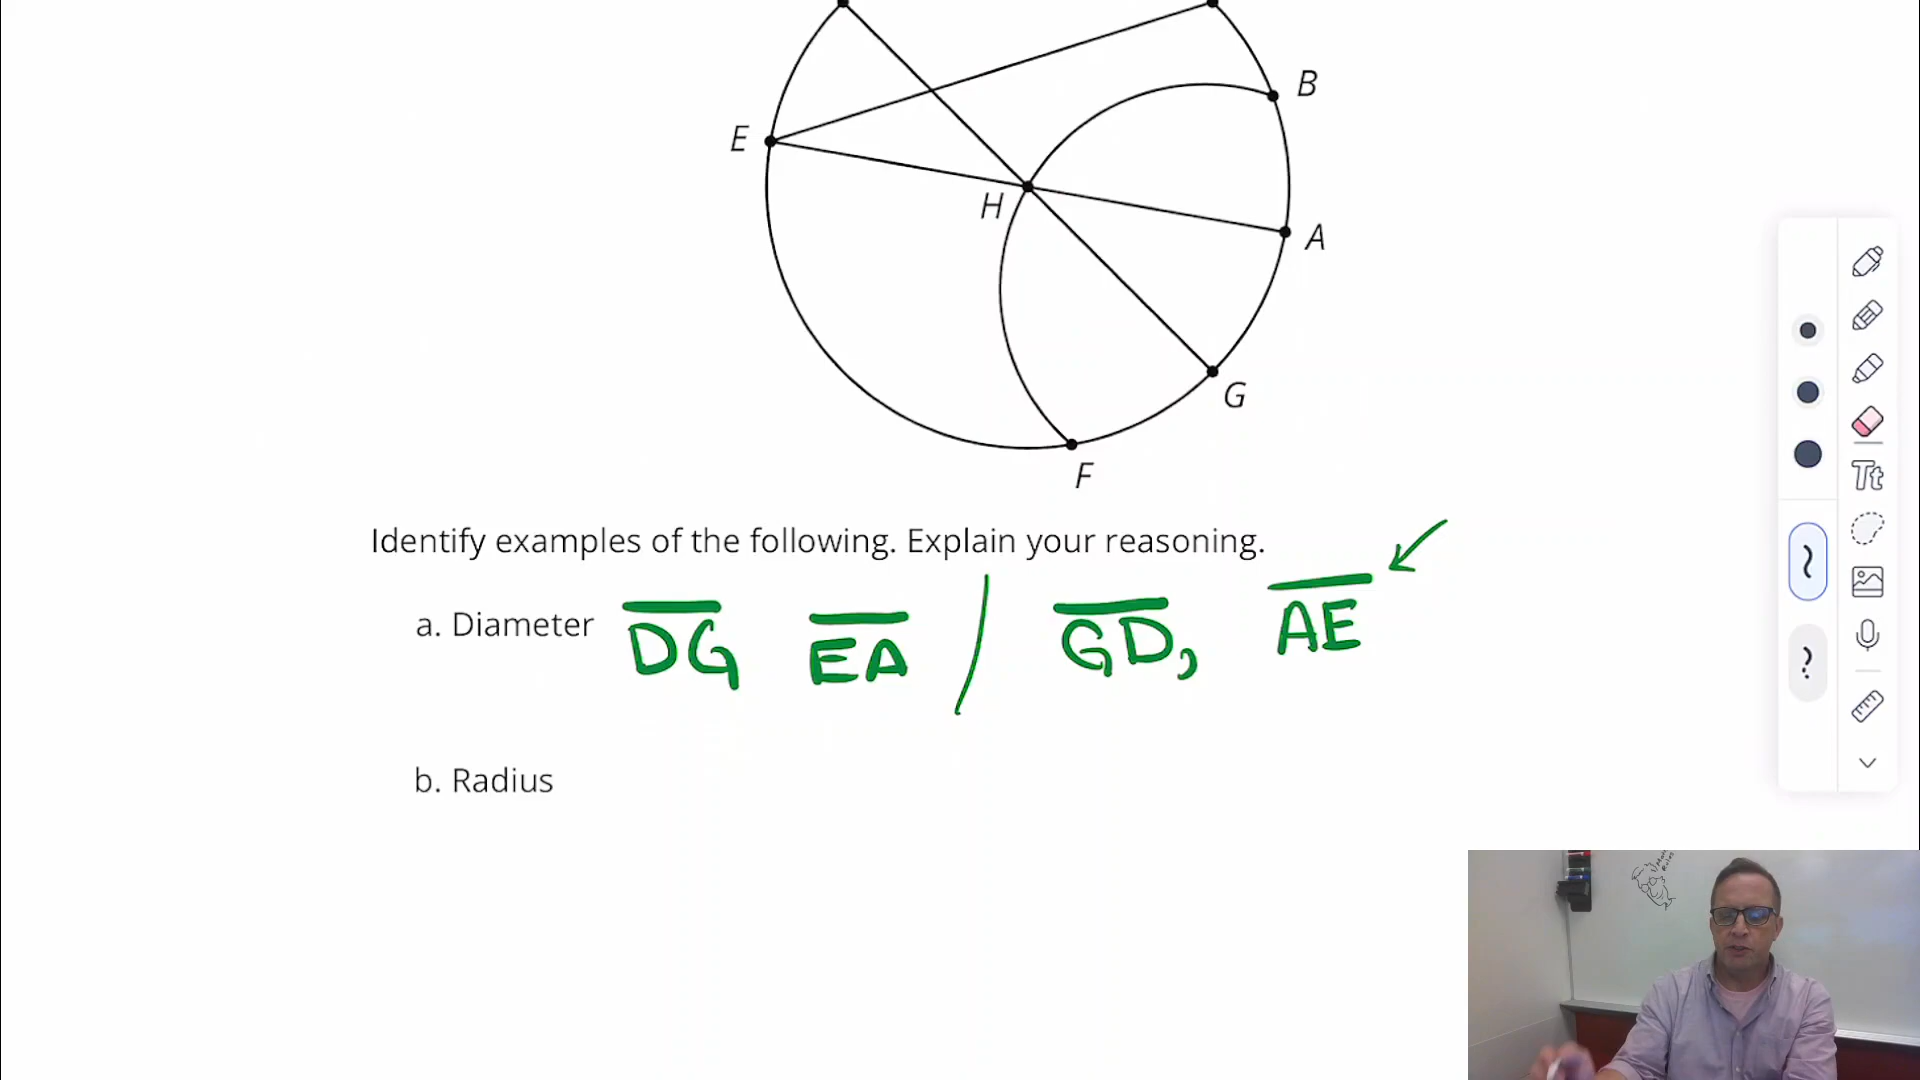 B
E
H
A
G
F
Identify examples of the following. Explain your reasoning.
a. Diameter DG EA / GD, AE
b. Radius
Tt
?